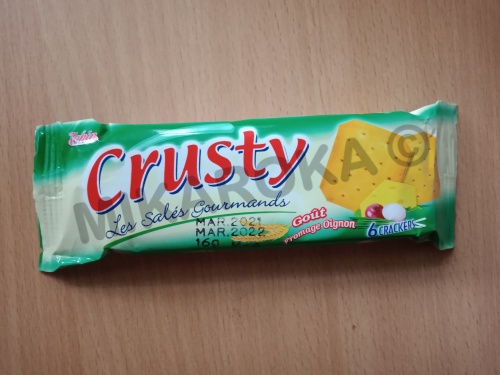 Crusty
Les Salés Gourmands
MAR.2021
MAR.2022
16g
Goût
Fromage Oignon
6 CRACKERS
MIKAROKA ©